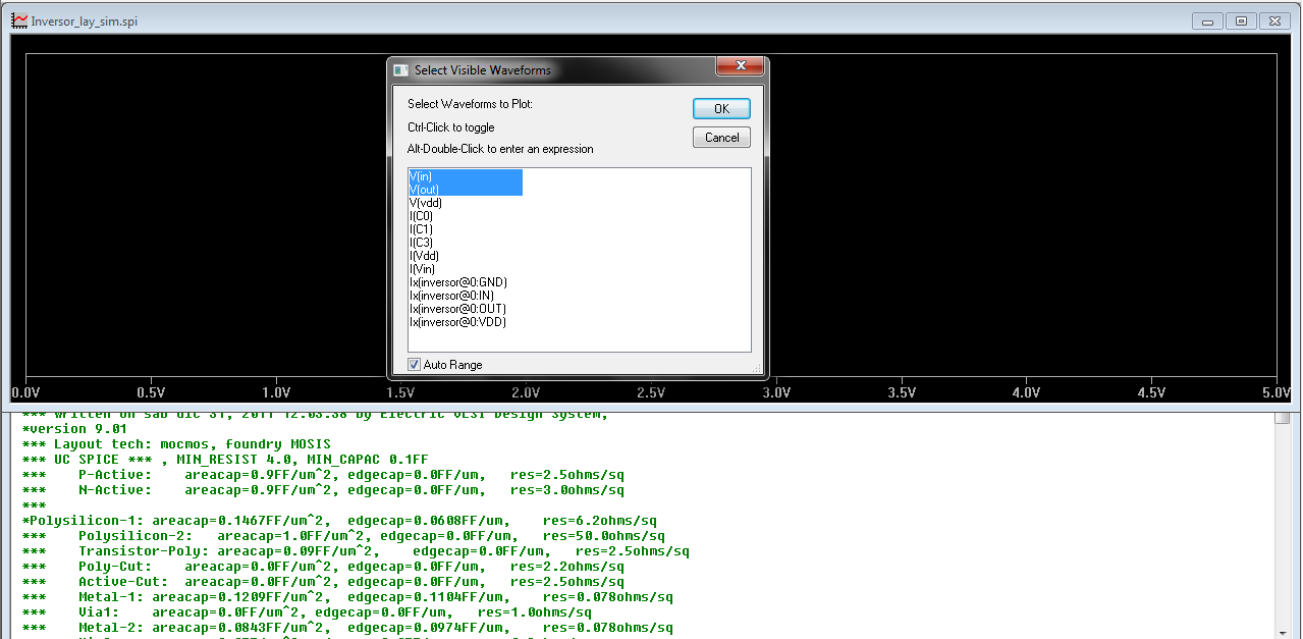 Inversor_lay_sim.spi
Select Visible Waveforms
Select Waveforms to Plot:
OK
Ctrl-Click to toggle
Cancel
Alt-Double-Click to enter an expression
V(in)
V(out)
V(vdd)
I(C0)
I(C1)
I(C3)
I(Vdd)
I(Vin)
Ix(inversor@0:GND)
Ix(inversor@0:IN)
Ix(inversor@0:OUT)
Ix(inversor@0:VDD)
Auto Range
0.0V 0.5V 1.0V 1.5V 2.0V 2.5V 3.0V 3.5V 4.0V 4.5V 5.0V
*** Written on sáb dic 31, 2011 12:03:38 by Electric VLSI Design System,
*version 9.01
*** Layout tech: mocmos, foundry MOSIS
*** UC SPICE *** , MIN_RESIST 4.0, MIN_CAPAC 0.1FF
*** P-Active: areacap=0.9FF/um^2, edgecap=0.0FF/um, res=2.5ohms/sq
*** N-Active: areacap=0.9FF/um^2, edgecap=0.0FF/um, res=3.0ohms/sq
***
*Polysilicon-1: areacap=0.1467FF/um^2, edgecap=0.0608FF/um, res=6.2ohms/sq
*** Polysilicon-2: areacap=1.0FF/um^2, edgecap=0.0FF/um, res=50.0ohms/sq
*** Transistor-Poly: areacap=0.09FF/um^2, edgecap=0.0FF/um, res=2.5ohms/sq
*** Poly-Cut: areacap=0.0FF/um^2, edgecap=0.0FF/um, res=2.2ohms/sq
*** Active-Cut: areacap=0.0FF/um^2, edgecap=0.0FF/um, res=2.5ohms/sq
*** Metal-1: areacap=0.1209FF/um^2, edgecap=0.1104FF/um, res=0.078ohms/sq
*** Via1: areacap=0.0FF/um^2, edgecap=0.0FF/um, res=1.0ohms/sq
*** Metal-2: areacap=0.0843FF/um^2, edgecap=0.0974FF/um, res=0.078ohms/sq